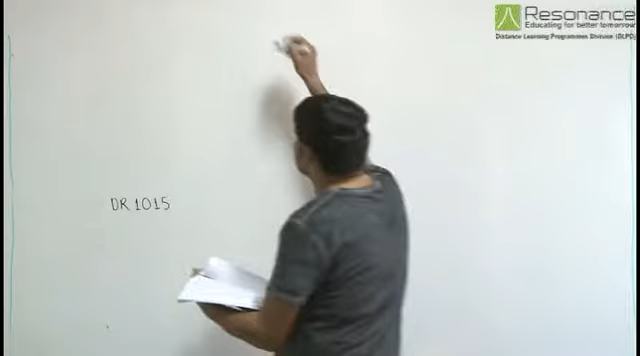 Resonance
Educating for better tomorrow
Distance Learning Programmes Division (DLPD)
DR 1015